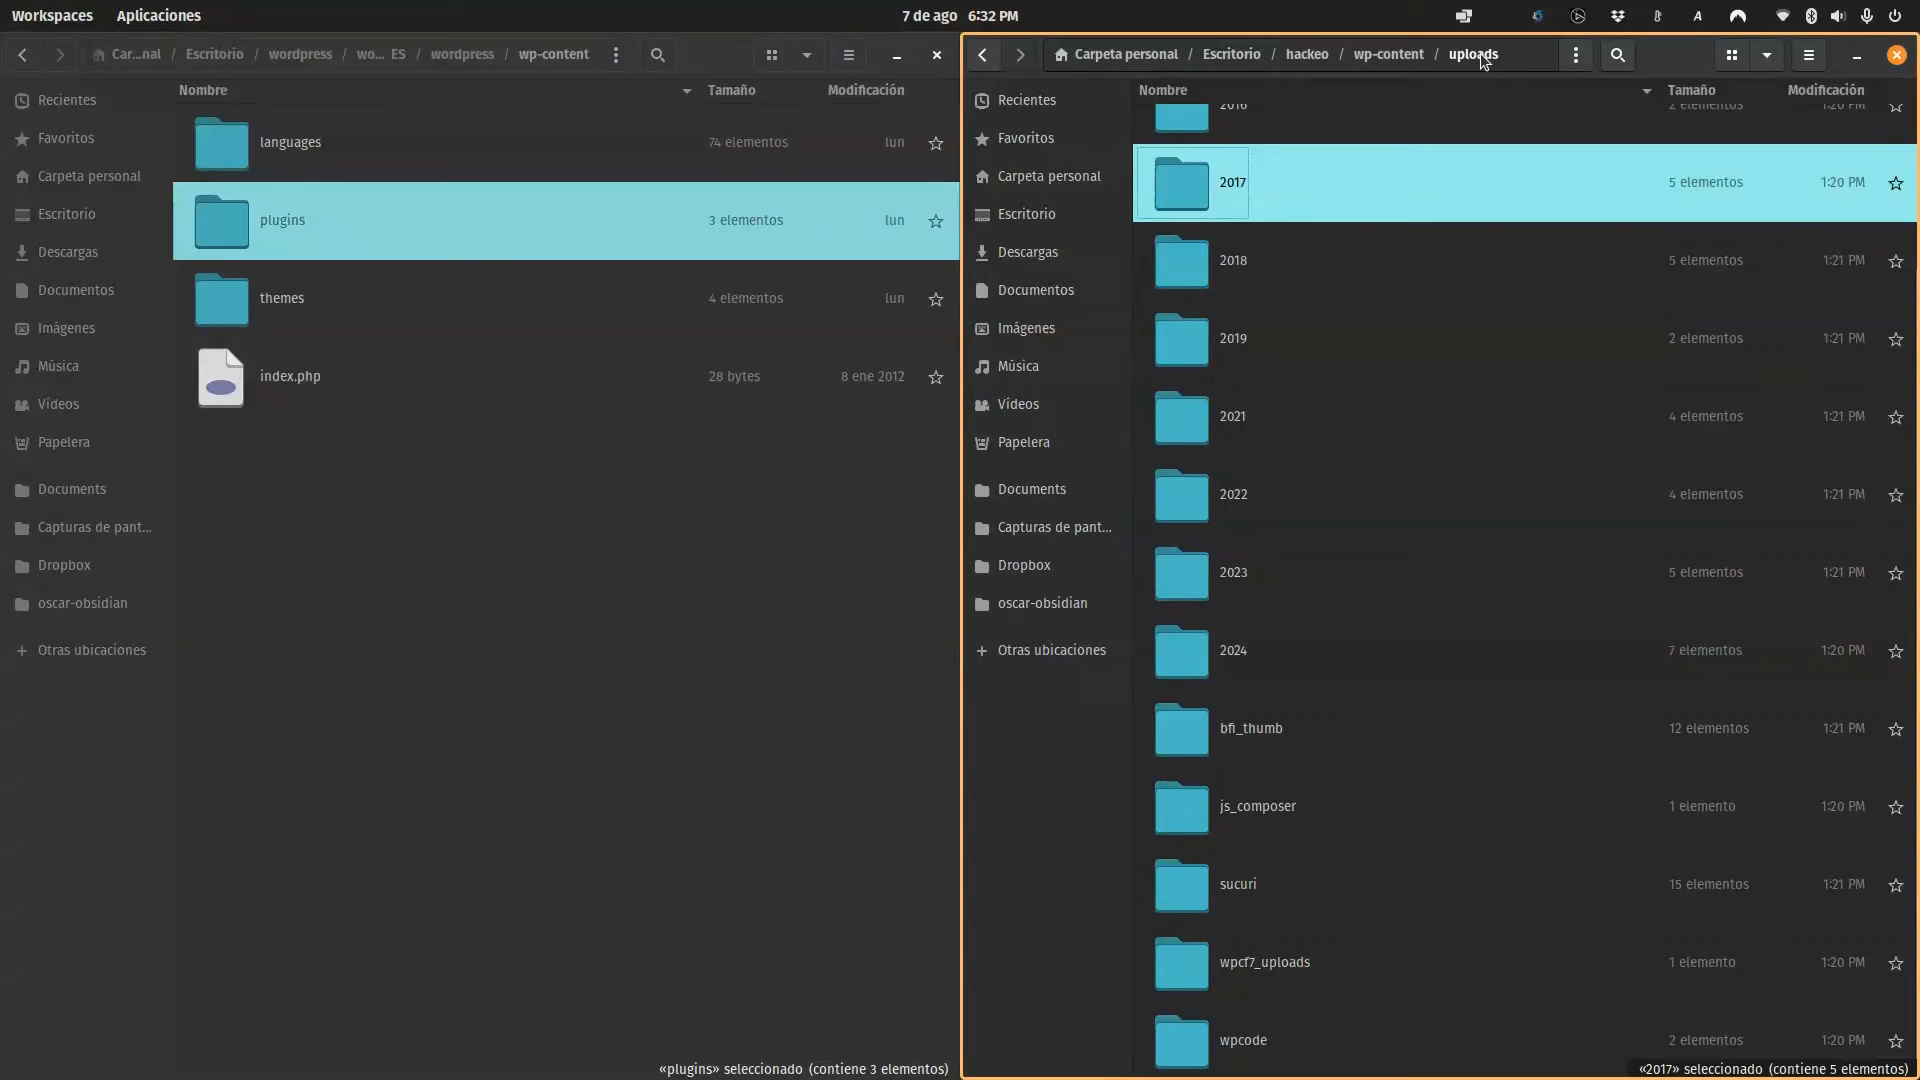 Workspaces Aplicaciones 7 de ago 6:32 PM A
Car...nal / Escritorio / wordpress / wo... ES / wordpress / wp-content
Nombre Tamaño Modificación
Recientes
Favoritos
Carpeta personal
Escritorio
Descargas
Documentos
Imágenes
Música
Vídeos
Papelera
Documents
Capturas de pant...
Dropbox
oscar-obsidian
+ Otras ubicaciones
languages 74 elementos lun
plugins 3 elementos lun
themes 4 elementos lun
index.php 28 bytes 8 ene 2012
«plugins» seleccionado (contiene 3 elementos)
Carpeta personal / Escritorio / hackeo / wp-content / uploads
Nombre Tamaño Modificación
Recientes
Favoritos
Carpeta personal
Escritorio
Descargas
Documentos
Imágenes
Música
Vídeos
Papelera
Documents
Capturas de pant...
Dropbox
oscar-obsidian
+ Otras ubicaciones
2016 2 elementos 1:20 PM
2017 5 elementos 1:20 PM
2018 5 elementos 1:21 PM
2019 2 elementos 1:21 PM
2021 4 elementos 1:21 PM
2022 4 elementos 1:21 PM
2023 5 elementos 1:21 PM
2024 7 elementos 1:20 PM
bfi_thumb 12 elementos 1:21 PM
js_composer 1 elemento 1:20 PM
sucuri 15 elementos 1:21 PM
wpcf7_uploads 1 elemento 1:20 PM
wpcode 2 elementos 1:20 PM
«2017» seleccionado (contiene 5 elementos)